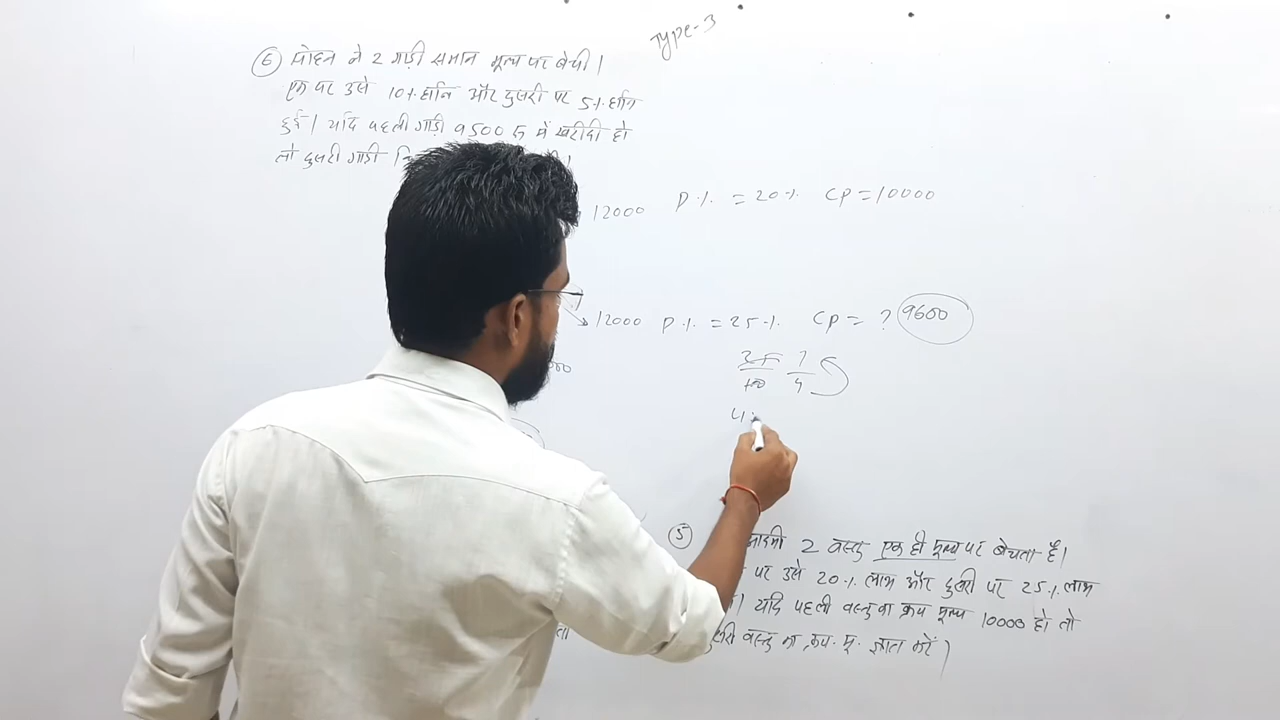 Type-3
⑥ मोहन ने 2 गाड़ी समान मूल्य पर बेची।
एक पर उसे 10% हानि और दुसरी पर 5% हानि
हुई। यदि पहली गाड़ी 9500 रु में खरीदी हो
तो दुसरी गाड़ी
12000 P% = 20% CP = 10000
12000 P% = 25% CP = ? 9600
25/100 1/4
4:
⑤ आदमी 2 वस्तु एक ही मूल्य पर बेचता है।
पर उसे 20% लाभ और दुसरी पर 25% लाभ
। यदि पहली वस्तु का क्रय मूल्य 10000 हो तो
वस्तु का क्रय. मू. ज्ञात करें।